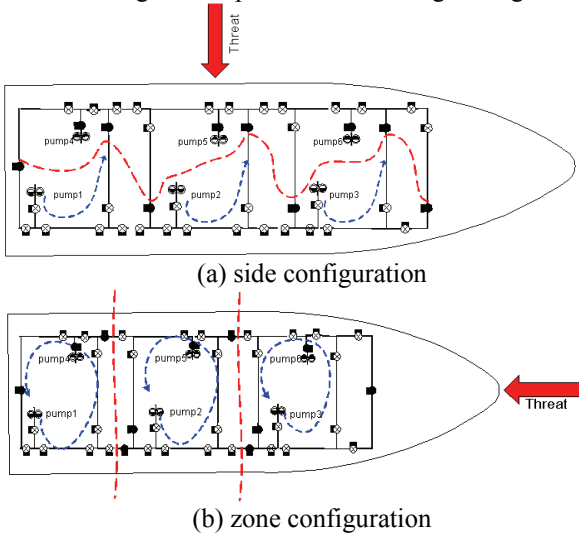 Threat
pump4
pump5
pump6
pump1
pump2
pump3
(a) side configuration
pump4
pump5
pump6
pump1
pump2
pump3
Threat
(b) zone configuration